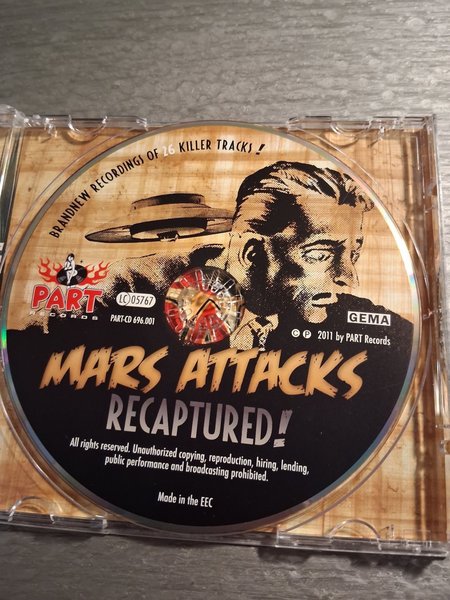 BRANDNEW RECORDINGS OF 26 KILLER TRACKS!
PART
RECORDS
LC 05767
PART-CD 696.001
GEMA
© ℗ 2011 by PART Records
MARS ATTACKS
RECAPTURED!
All rights reserved. Unauthorized copying, reproduction, hiring, lending,
public performance and broadcasting prohibited.
Made in the EEC